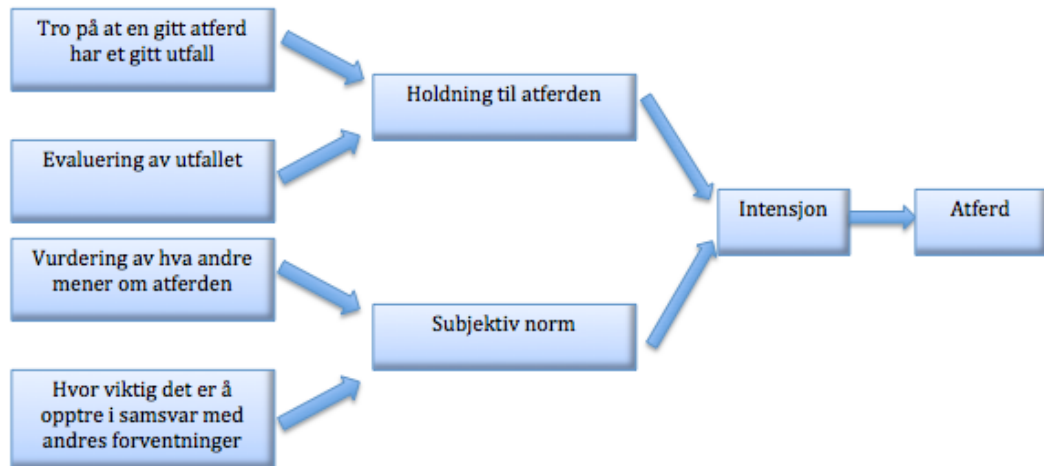 Tro på at en gitt atferd
har et gitt utfall
Holdning til atferden
Evaluering av utfallet
Intensjon
Atferd
Vurdering av hva andre
mener om atferden
Subjektiv norm
Hvor viktig det er å
opptre i samsvar med
andres forventninger